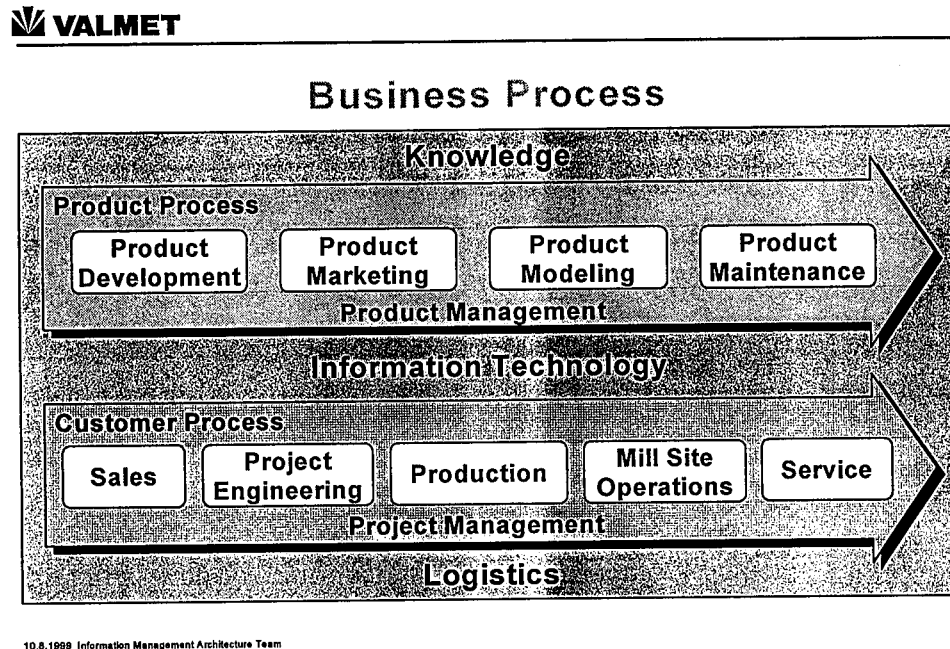 VALMET
Business Process
Knowledge
Product Process
Product
Development
Product
Marketing
Product
Modeling
Product
Maintenance
Product Management
Information Technology
Customer Process
Sales
Project
Engineering
Production
Mill Site
Operations
Service
Project Management
Logistics
10.8.1999 Information Management Architecture Team